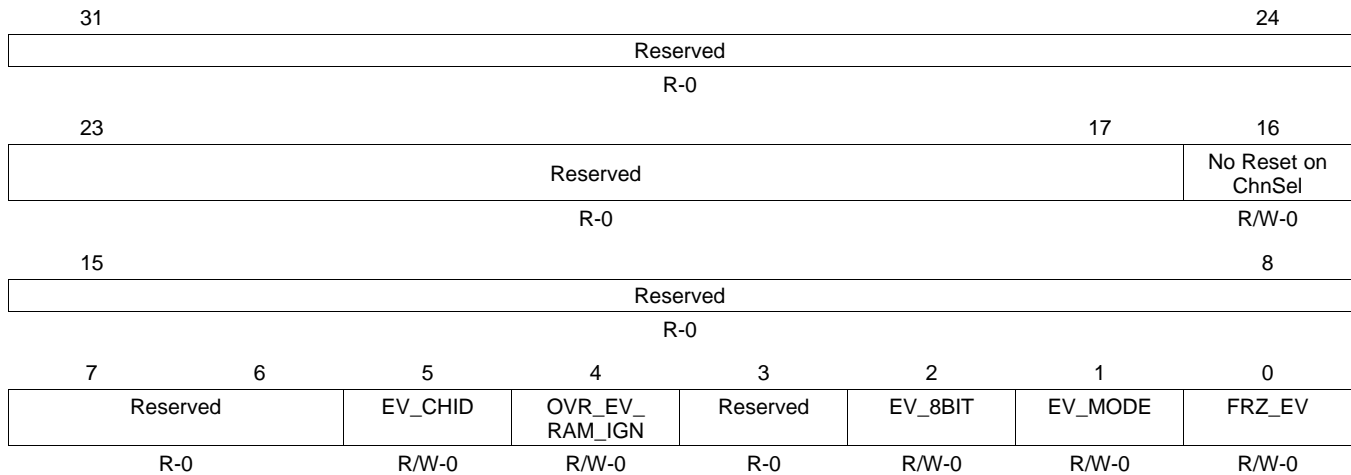 31 24
Reserved
R-0
23 17 16
Reserved No Reset on
ChnSel
R-0 R/W-0
15 8
Reserved
R-0
7 6 5 4 3 2 1 0
Reserved EV_CHID OVR_EV_ Reserved EV_8BIT EV_MODE FRZ_EV
RAM_IGN
R-0 R/W-0 R/W-0 R-0 R/W-0 R/W-0 R/W-0